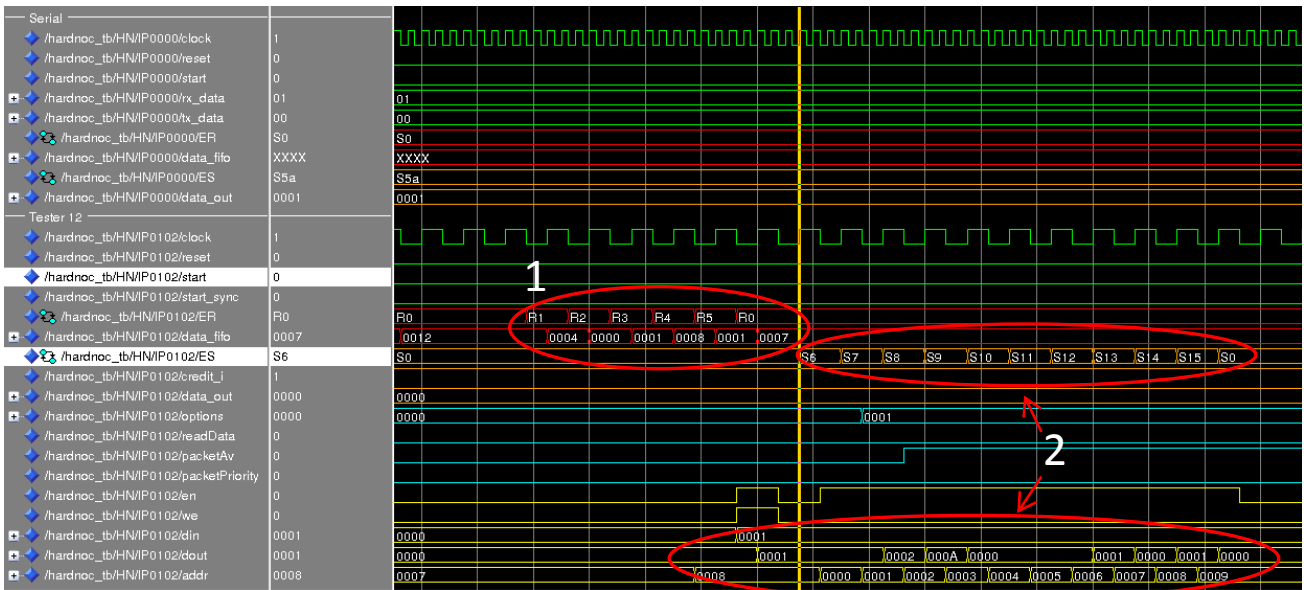 Serial
/hardnoc_tb/HN/IP0000/clock 1
/hardnoc_tb/HN/IP0000/reset 0
/hardnoc_tb/HN/IP0000/start 0
/hardnoc_tb/HN/IP0000/rx_data 01 01
/hardnoc_tb/HN/IP0000/tx_data 00 00
/hardnoc_tb/HN/IP0000/ER S0 S0
/hardnoc_tb/HN/IP0000/data_fifo XXXX XXXX
/hardnoc_tb/HN/IP0000/ES S5a S5a
/hardnoc_tb/HN/IP0000/data_out 0001 0001
Tester 12
/hardnoc_tb/HN/IP0102/clock 1
/hardnoc_tb/HN/IP0102/reset 0
/hardnoc_tb/HN/IP0102/start 0 1
/hardnoc_tb/HN/IP0102/start_sync 0
/hardnoc_tb/HN/IP0102/ER R0 R0 R1 R2 R3 R4 R5 R0
/hardnoc_tb/HN/IP0102/data_fifo 0007 0012 0004 0000 0001 0008 0001 0007
/hardnoc_tb/HN/IP0102/ES S6 S0 S6 S7 S8 S9 S10 S11 S12 S13 S14 S15 S0
/hardnoc_tb/HN/IP0102/credit_i 1
/hardnoc_tb/HN/IP0102/data_out 0000 0000
/hardnoc_tb/HN/IP0102/options 0000 0000 0001
/hardnoc_tb/HN/IP0102/readData 0
/hardnoc_tb/HN/IP0102/packetAv 0 2
/hardnoc_tb/HN/IP0102/packetPriority 0
/hardnoc_tb/HN/IP0102/en 0
/hardnoc_tb/HN/IP0102/we 0
/hardnoc_tb/HN/IP0102/din 0001 0000 0001
/hardnoc_tb/HN/IP0102/dout 0001 0000 0001 0002 000A 0000 0001 0000 0001 0000
/hardnoc_tb/HN/IP0102/addr 0008 0007 0008 0000 0001 0002 0003 0004 0005 0006 0007 0008 0009